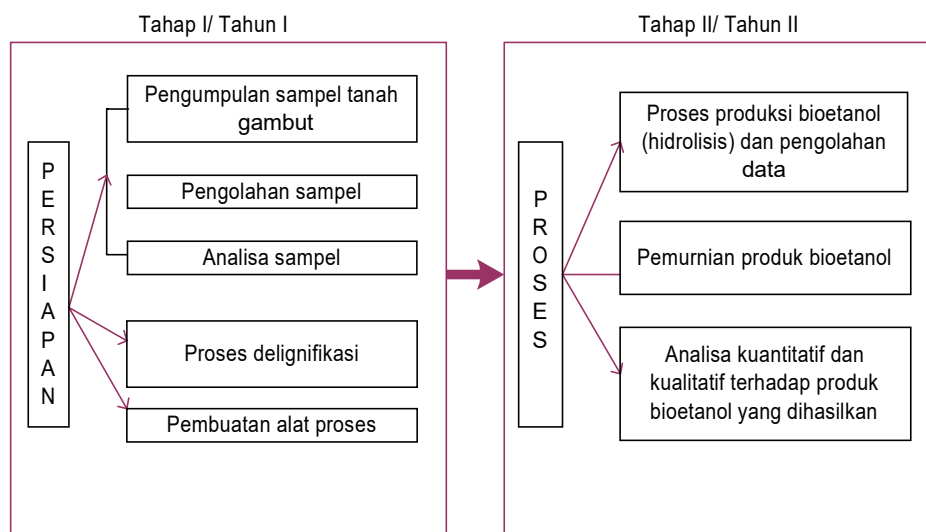 Tahap I/ Tahun I
PERSIAPAN
Pengumpulan sampel tanah
gambut
Pengolahan sampel
Analisa sampel
Proses delignifikasi
Pembuatan alat proses
Tahap II/ Tahun II
PROSES
Proses produksi bioetanol
(hidrolisis) dan pengolahan
data
Pemurnian produk bioetanol
Analisa kuantitatif dan
kualitatif terhadap produk
bioetanol yang dihasilkan